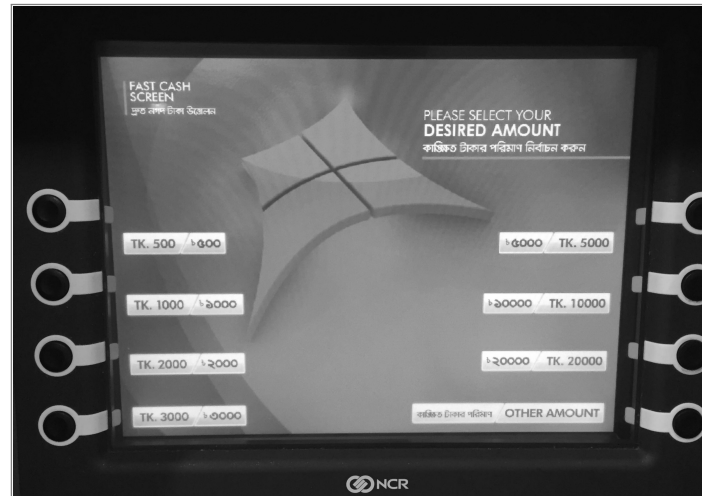 FAST CASH
SCREEN
দ্রুত নগদ টাকা উত্তোলন
PLEASE SELECT YOUR
DESIRED AMOUNT
কাঙ্ক্ষিত টাকার পরিমাণ নির্বাচন করুন
TK. 500 ৳ ৫০০
৳ ৫০০০ TK. 5000
TK. 1000 ৳ ১০০০
৳ ১০০০০ TK. 10000
TK. 2000 ৳ ২০০০
৳ ২০০০০ TK. 20000
TK. 3000 ৳ ৩০০০
কাঙ্ক্ষিত টাকার পরিমাণ OTHER AMOUNT
NCR